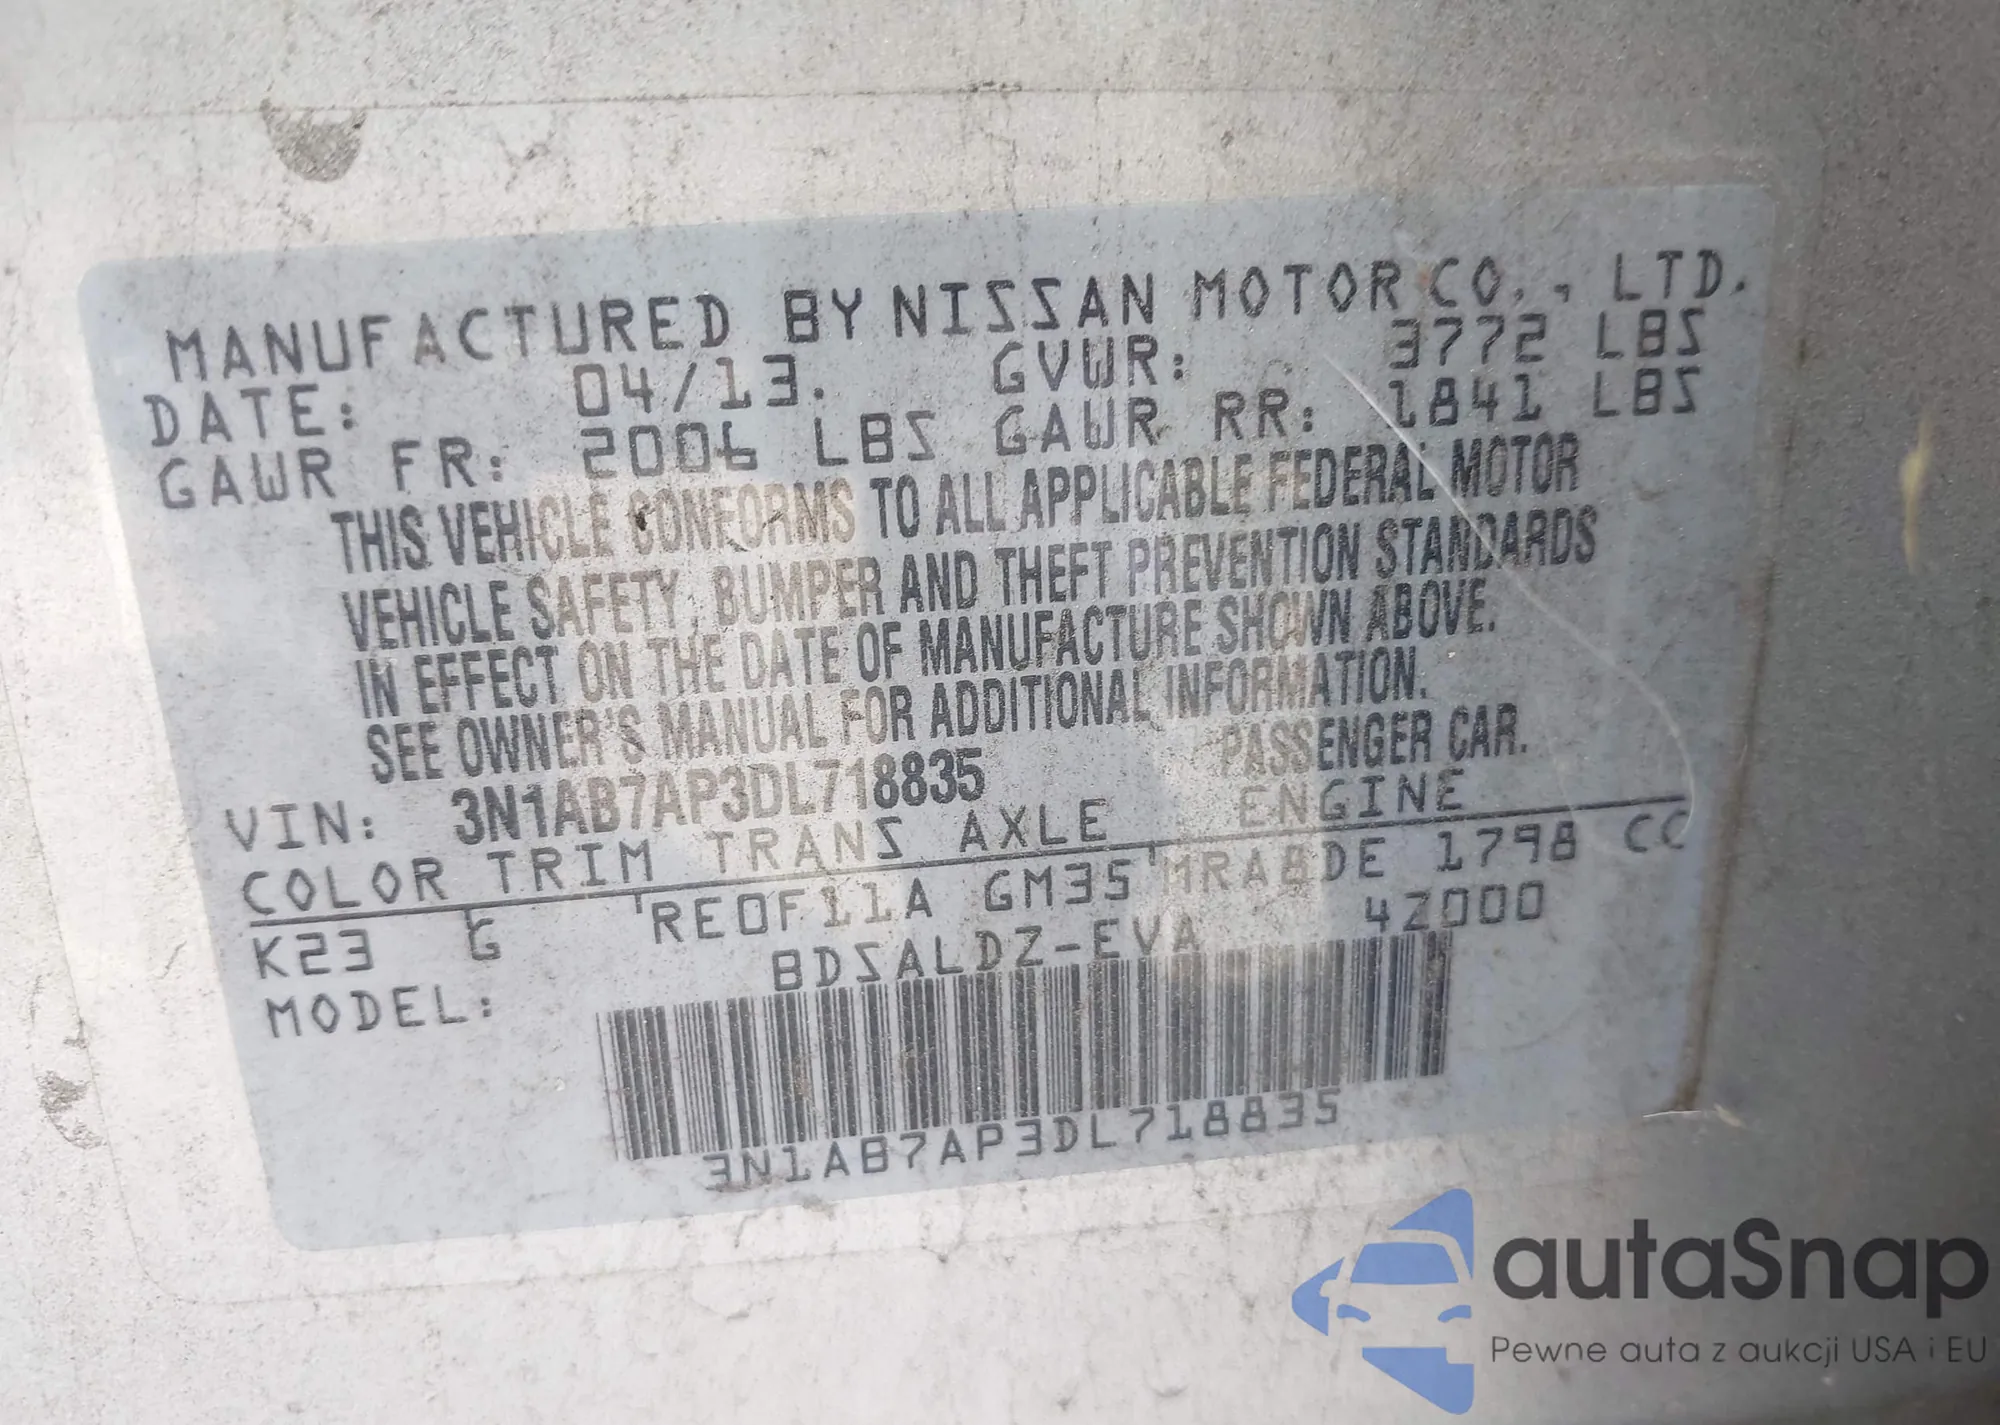 MANUFACTURED BY NISSAN MOTOR CO., LTD.
DATE: 04/13. GVWR: 3772 LBS
GAWR FR: 2006 LBS GAWR RR: 1841 LBS
THIS VEHICLE CONFORMS TO ALL APPLICABLE FEDERAL MOTOR
VEHICLE SAFETY, BUMPER AND THEFT PREVENTION STANDARDS
IN EFFECT ON THE DATE OF MANUFACTURE SHOWN ABOVE.
SEE OWNER'S MANUAL FOR ADDITIONAL INFORMATION.
VIN: 3N1AB7AP3DL718835 PASSENGER CAR.
COLOR TRIM TRANS AXLE ENGINE
K23 G RE0F11A GM35 MRA8DE 1798 CC
MODEL: BDSALDZ-EVA 4Z000
3N1AB7AP3DL718835
autaSnap
Pewne auta z aukcji USA i EU